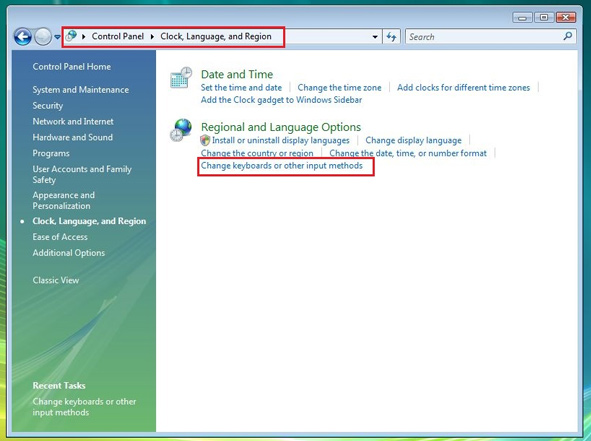 Control Panel ▸ Clock, Language, and Region
Search
Control Panel Home
System and Maintenance
Security
Network and Internet
Hardware and Sound
Programs
User Accounts and Family
Safety
Appearance and
Personalization
Clock, Language, and Region
Ease of Access
Additional Options
Classic View
Recent Tasks
Change keyboards or other
input methods
Date and Time
Set the time and date | Change the time zone | Add clocks for different time zones |
Add the Clock gadget to Windows Sidebar
Regional and Language Options
Install or uninstall display languages | Change display language |
Change the country or region | Change the date, time, or number format |
Change keyboards or other input methods